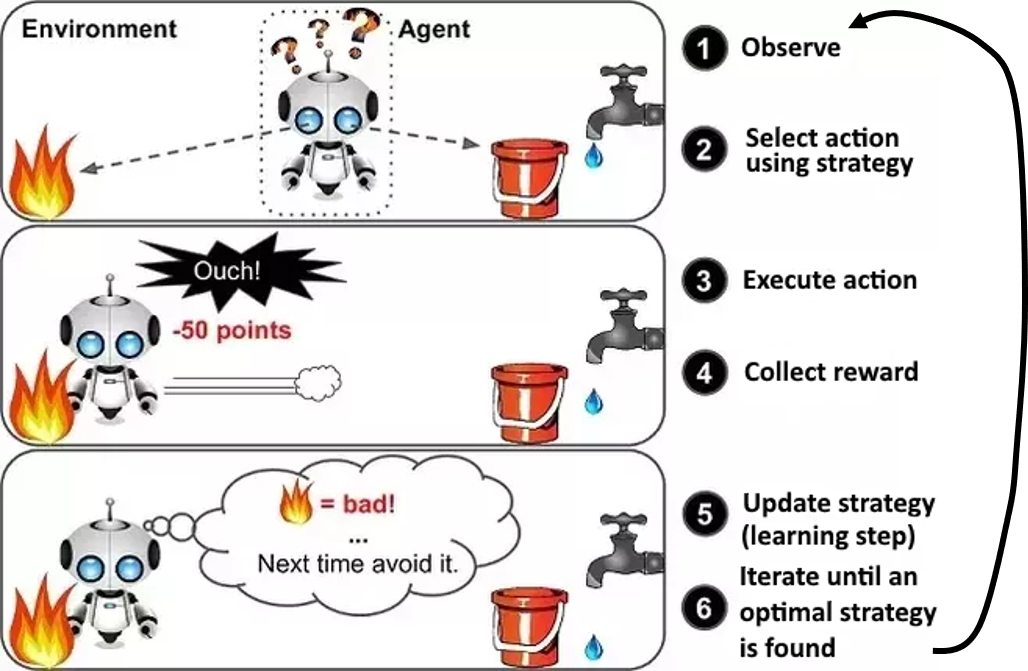 Environment
? ? ?
Agent
1 Observe
2 Select action
using strategy
Ouch!
-50 points
3 Execute action
4 Collect reward
= bad!
...
Next time avoid it.
5 Update strategy
(learning step)
6 Iterate until an
optimal strategy
is found